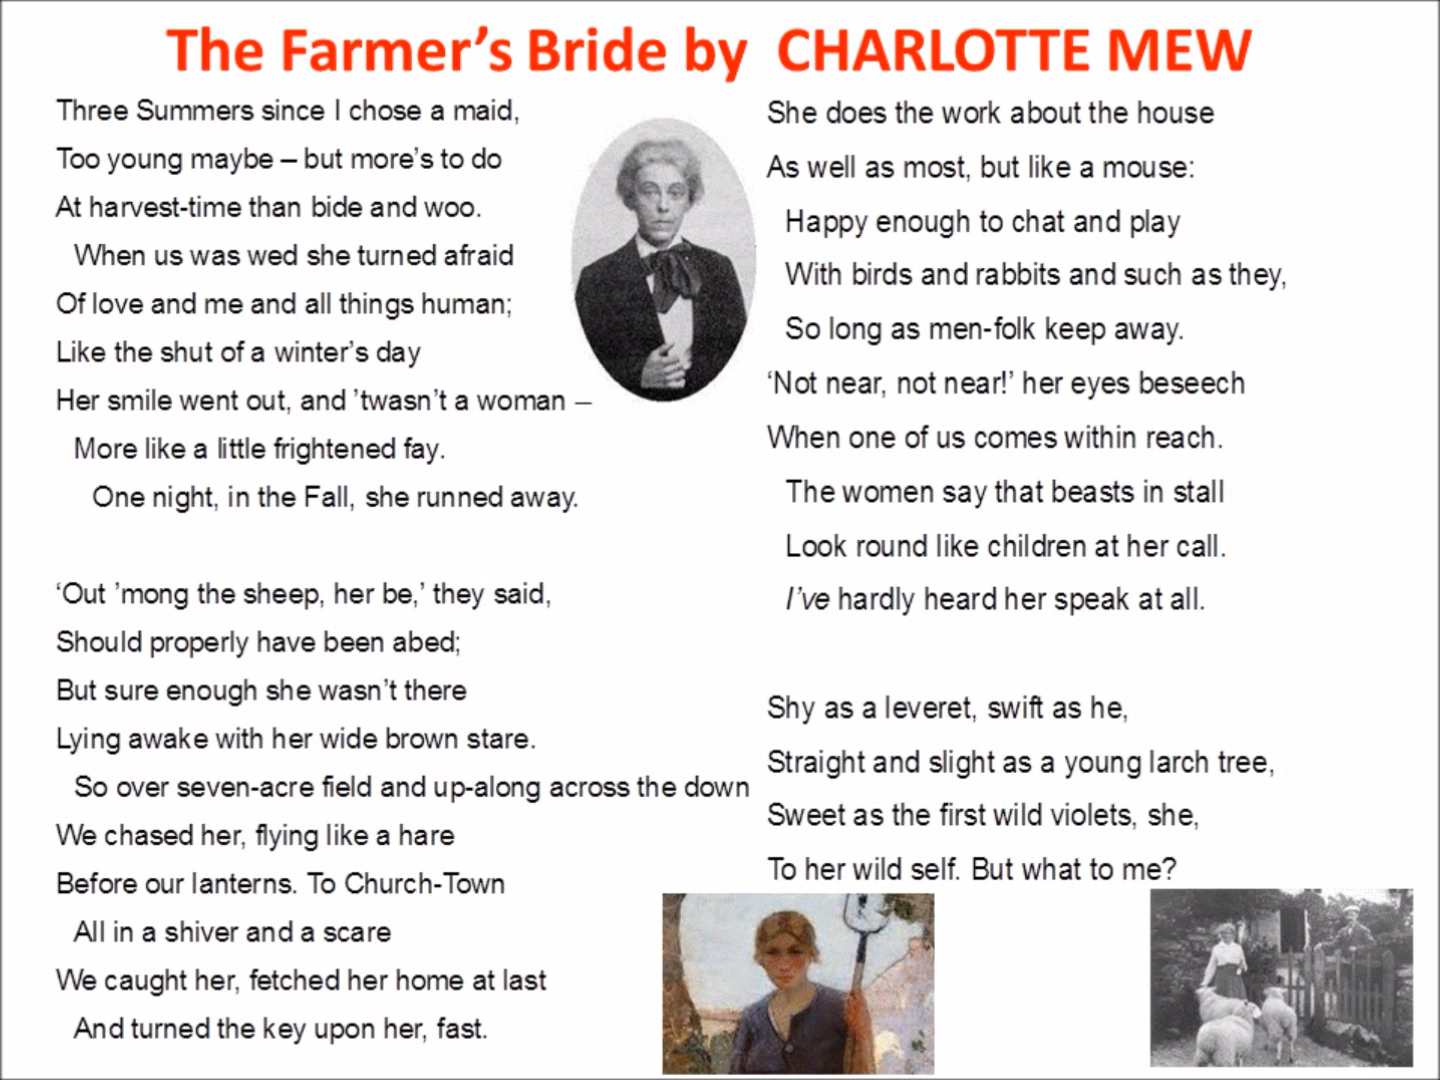 The Farmer’s Bride by CHARLOTTE MEW
Three Summers since I chose a maid,
Too young maybe – but more’s to do
At harvest-time than bide and woo.
When us was wed she turned afraid
Of love and me and all things human;
Like the shut of a winter’s day
Her smile went out, and ’twasn’t a woman –
More like a little frightened fay.
One night, in the Fall, she runned away.
‘Out ’mong the sheep, her be,’ they said,
Should properly have been abed;
But sure enough she wasn’t there
Lying awake with her wide brown stare.
So over seven-acre field and up-along across the down
We chased her, flying like a hare
Before our lanterns. To Church-Town
All in a shiver and a scare
We caught her, fetched her home at last
And turned the key upon her, fast.
She does the work about the house
As well as most, but like a mouse:
Happy enough to chat and play
With birds and rabbits and such as they,
So long as men-folk keep away.
‘Not near, not near!’ her eyes beseech
When one of us comes within reach.
The women say that beasts in stall
Look round like children at her call.
I’ve hardly heard her speak at all.
Shy as a leveret, swift as he,
Straight and slight as a young larch tree,
Sweet as the first wild violets, she,
To her wild self. But what to me?